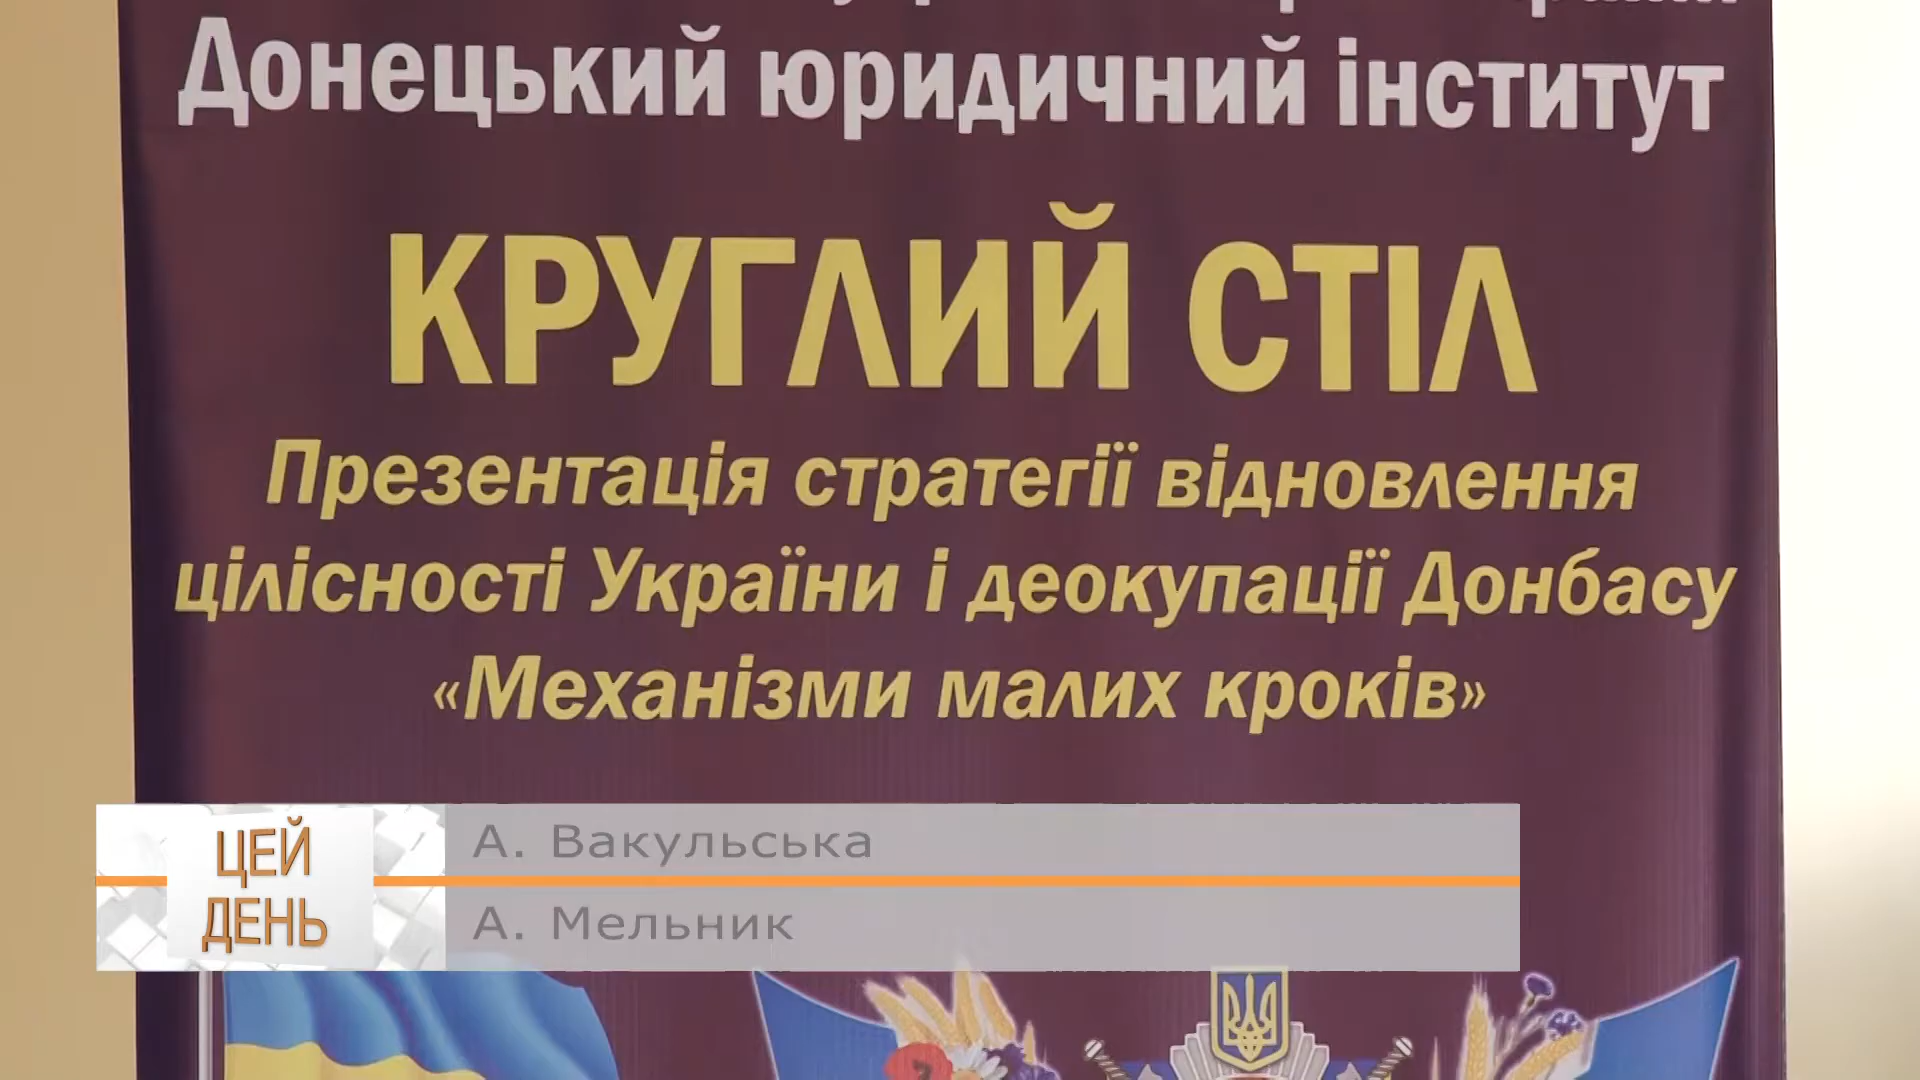 Донецький юридичний інститут
КРУГЛИЙ СТІЛ
Презентація стратегії відновлення
цілісності України і деокупації Донбасу
«Механізми малих кроків»
ЦЕЙ
ДЕНЬ
А. Вакульська
А. Мельник